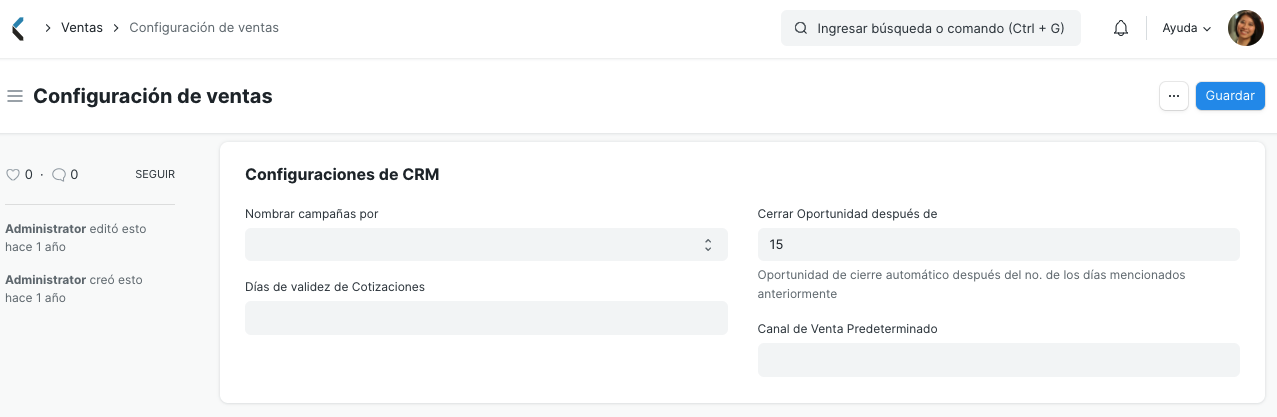 Ventas
Configuración de ventas
Ingresar búsqueda o comando (Ctrl + G)
Ayuda
Configuración de ventas
···
Guardar
0 · 0
SEGUIR
Administrator editó esto
hace 1 año
Administrator creó esto
hace 1 año
Configuraciones de CRM
Nombrar campañas por
Días de validez de Cotizaciones
Cerrar Oportunidad después de
15
Oportunidad de cierre automático después del no. de los días mencionados
anteriormente
Canal de Venta Predeterminado